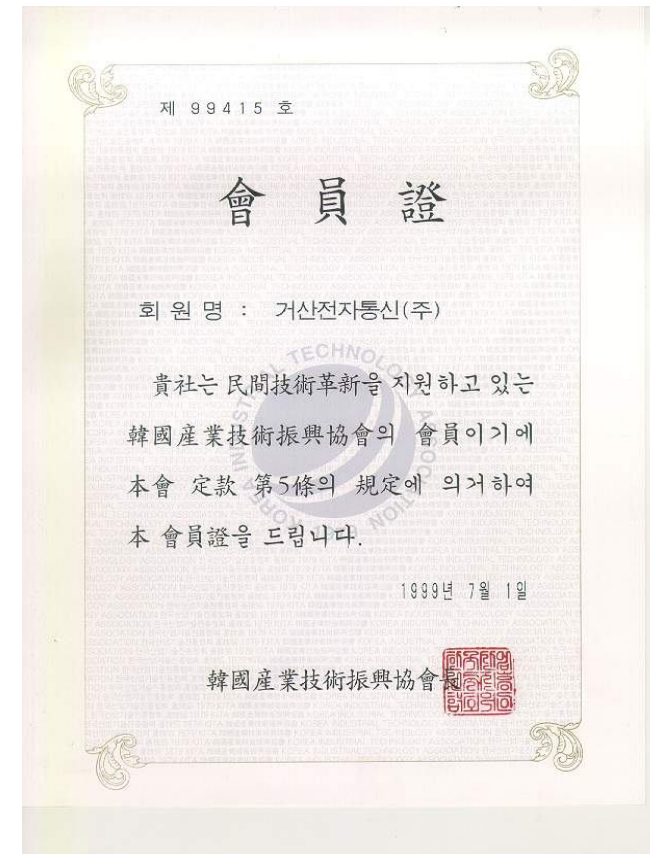 제 99415 호
會 員 證
회 원 명 : 거산전자통신(주)
貴社는 民間技術革新을 지원하고 있는
韓國産業技術振興協會의 會員이기에
本會 定款 第5條의 規定에 의거하여
本 會員證을 드립니다.
1999년 7월 1일
韓國産業技術振興協會長